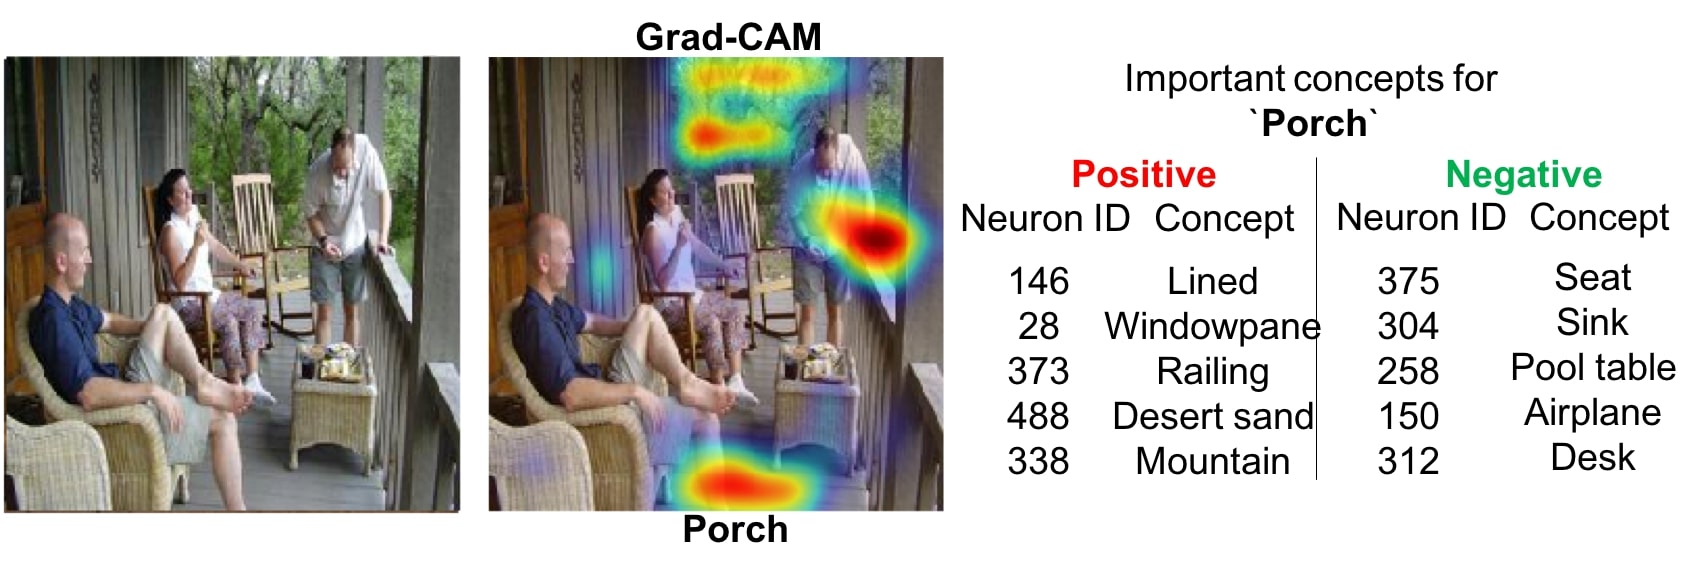 Grad-CAM
Porch
Important concepts for
`Porch`
Positive Negative
Neuron ID Concept Neuron ID Concept
146 Lined 375 Seat
28 Windowpane 304 Sink
373 Railing 258 Pool table
488 Desert sand 150 Airplane
338 Mountain 312 Desk